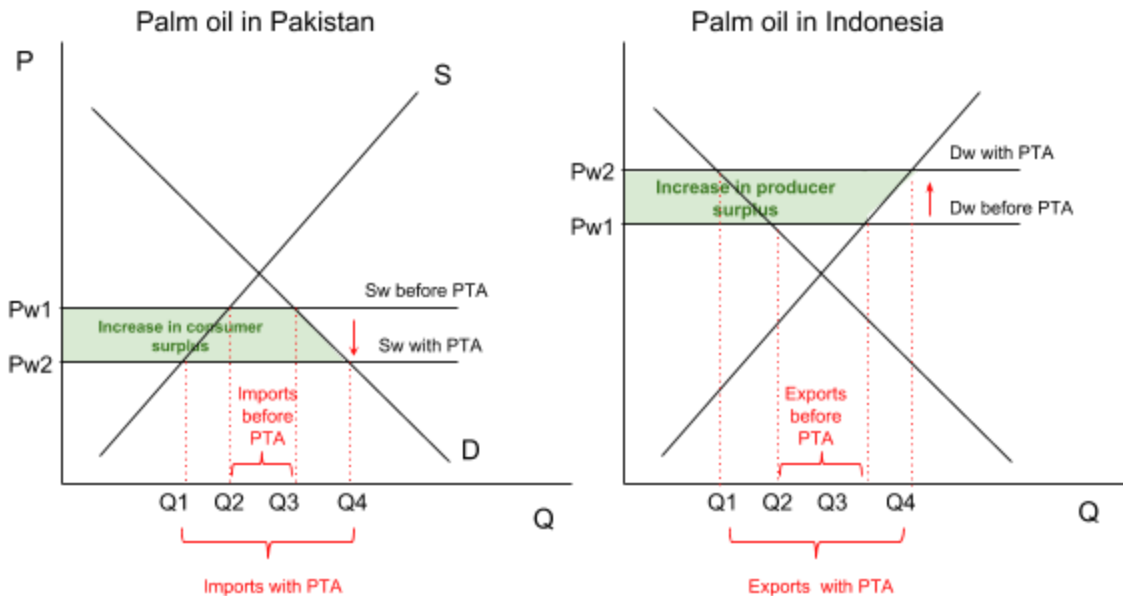 Palm oil in Pakistan
P
S
Pw1
Sw before PTA
Increase in consumer
surplus
Pw2
Sw with PTA
Imports
before
PTA
D
Q1 Q2 Q3 Q4
Q
Imports with PTA
Palm oil in Indonesia
Dw with PTA
Pw2
Increase in producer
surplus
Dw before PTA
Pw1
Exports
before
PTA
Q1 Q2 Q4
Q
Exports with PTA